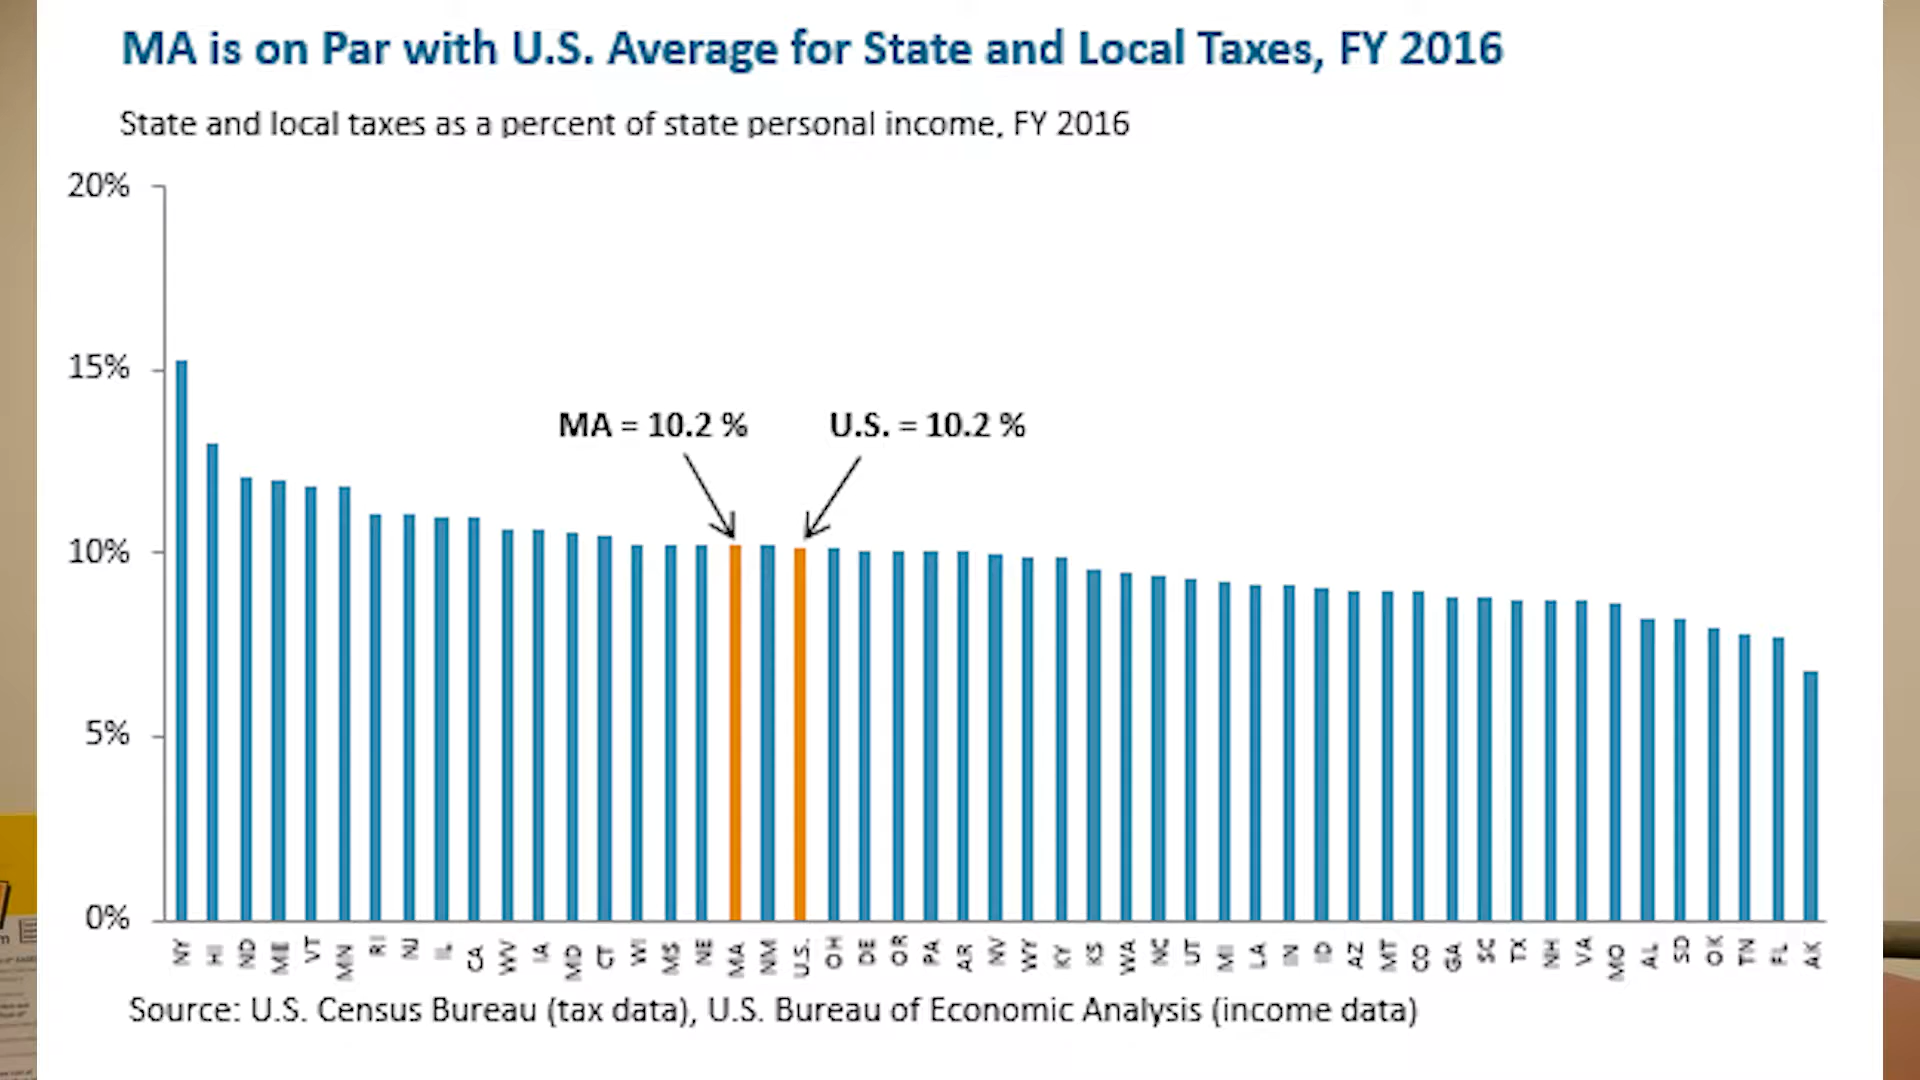 MA is on Par with U.S. Average for State and Local Taxes, FY 2016
State and local taxes as a percent of state personal income, FY 2016
20%
15%
MA = 10.2 %
U.S. = 10.2 %
10%
5%
0%
NY HI ND ME VT MN RI NJ IL CA WV IA MD CT WI MS NE MA NM U.S. OH DE OR PA AR NV WY KY KS WA NC UT MI LA IN ID AZ MT CO GA SC TX NH VA MO AL SD OK TN FL AK
Source: U.S. Census Bureau (tax data), U.S. Bureau of Economic Analysis (income data)